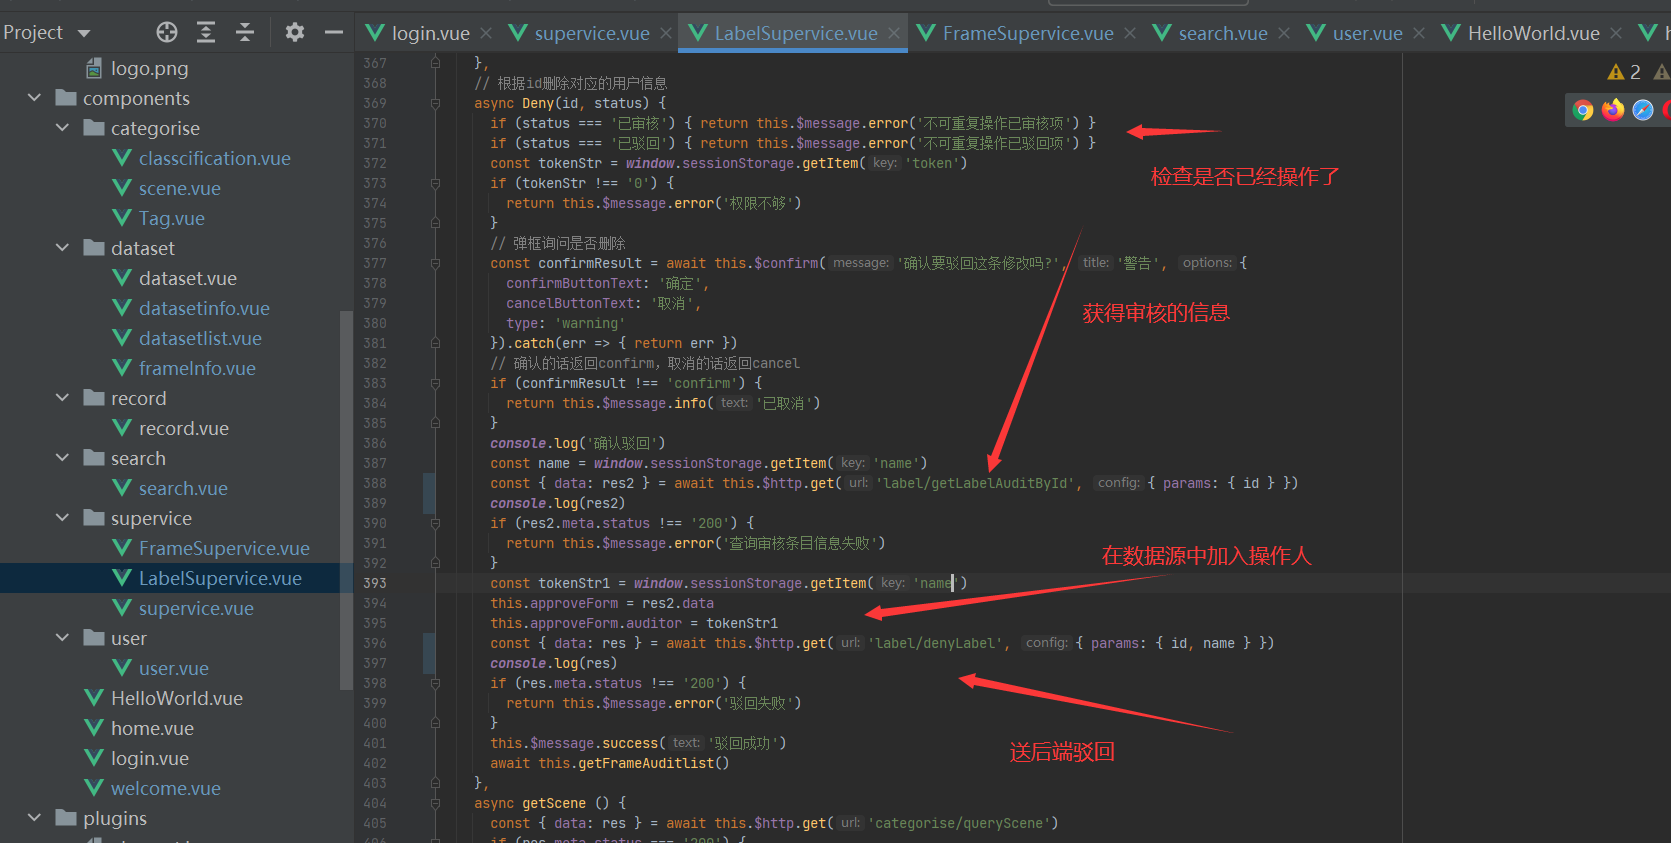 Project
login.vue
supervice.vue
LabelSupervice.vue
FrameSupervice.vue
search.vue
user.vue
HelloWorld.vue
logo.png
components
categorise
classcification.vue
scene.vue
Tag.vue
dataset
dataset.vue
datasetinfo.vue
datasetlist.vue
frameInfo.vue
record
record.vue
search
search.vue
supervice
FrameSupervice.vue
LabelSupervice.vue
supervice.vue
user
user.vue
HelloWorld.vue
home.vue
login.vue
welcome.vue
plugins
2
367 },
368 // 根据id删除对应的用户信息
369 async Deny(id, status) {
370 if (status === '已审核') { return this.$message.error('不可重复操作已审核项') }
371 if (status === '已驳回') { return this.$message.error('不可重复操作已驳回项') }
372 const tokenStr = window.sessionStorage.getItem( key: 'token')
373 if (tokenStr !== '0') {
374 return this.$message.error('权限不够')
375 }
376 // 弹框询问是否删除
377 const confirmResult = await this.$confirm( message: '确认要驳回这条修改吗?', title: '警告', options: {
378 confirmButtonText: '确定',
379 cancelButtonText: '取消',
380 type: 'warning'
381 }).catch(err => { return err })
382 // 确认的话返回confirm，取消的话返回cancel
383 if (confirmResult !== 'confirm') {
384 return this.$message.info( text: '已取消')
385 }
386 console.log('确认驳回')
387 const name = window.sessionStorage.getItem( key: 'name')
388 const { data: res2 } = await this.$http.get( url: 'label/getLabelAuditById', config: { params: { id } })
389 console.log(res2)
390 if (res2.meta.status !== '200') {
391 return this.$message.error('查询审核条目信息失败')
392 }
393 const tokenStr1 = window.sessionStorage.getItem( key: 'name')
394 this.approveForm = res2.data
395 this.approveForm.auditor = tokenStr1
396 const { data: res } = await this.$http.get( url: 'label/denyLabel', config: { params: { id, name } })
397 console.log(res)
398 if (res.meta.status !== '200') {
399 return this.$message.error('驳回失败')
400 }
401 this.$message.success( text: '驳回成功')
402 await this.getFrameAuditlist()
403 },
404 async getScene () {
405 const { data: res } = await this.$http.get( url: 'categorise/queryScene')
检查是否已经操作了
获得审核的信息
在数据源中加入操作人
送后端驳回